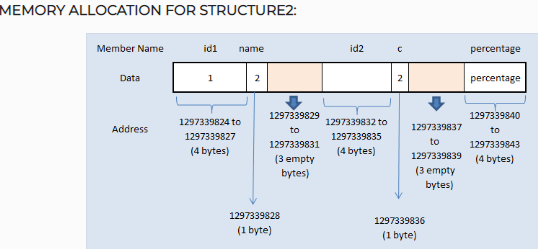 MEMORY ALLOCATION FOR STRUCTURE2:
Member Name id1 name id2 c percentage
Data 1 2 2 percentage
Address
1297339824 to
1297339827
(4 bytes)
1297339828
(1 byte)
1297339829
to
1297339831
(3 empty
bytes)
1297339832 to
1297339835
(4 bytes)
1297339836
(1 byte)
1297339837
to
1297339839
(3 empty
bytes)
1297339840
to
1297339843
(4 bytes)